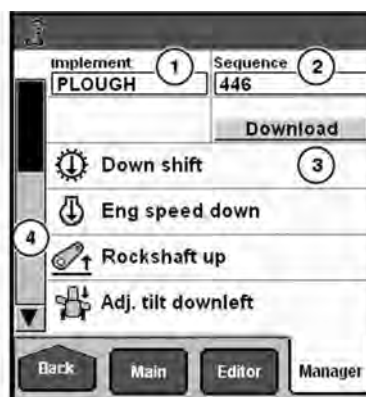 Implement
1
Sequence
2
PLOUGH
446
Download
Down shift
3
Eng speed down
4
Rockshaft up
Adj. tilt downleft
Back
Main
Editor
Manager